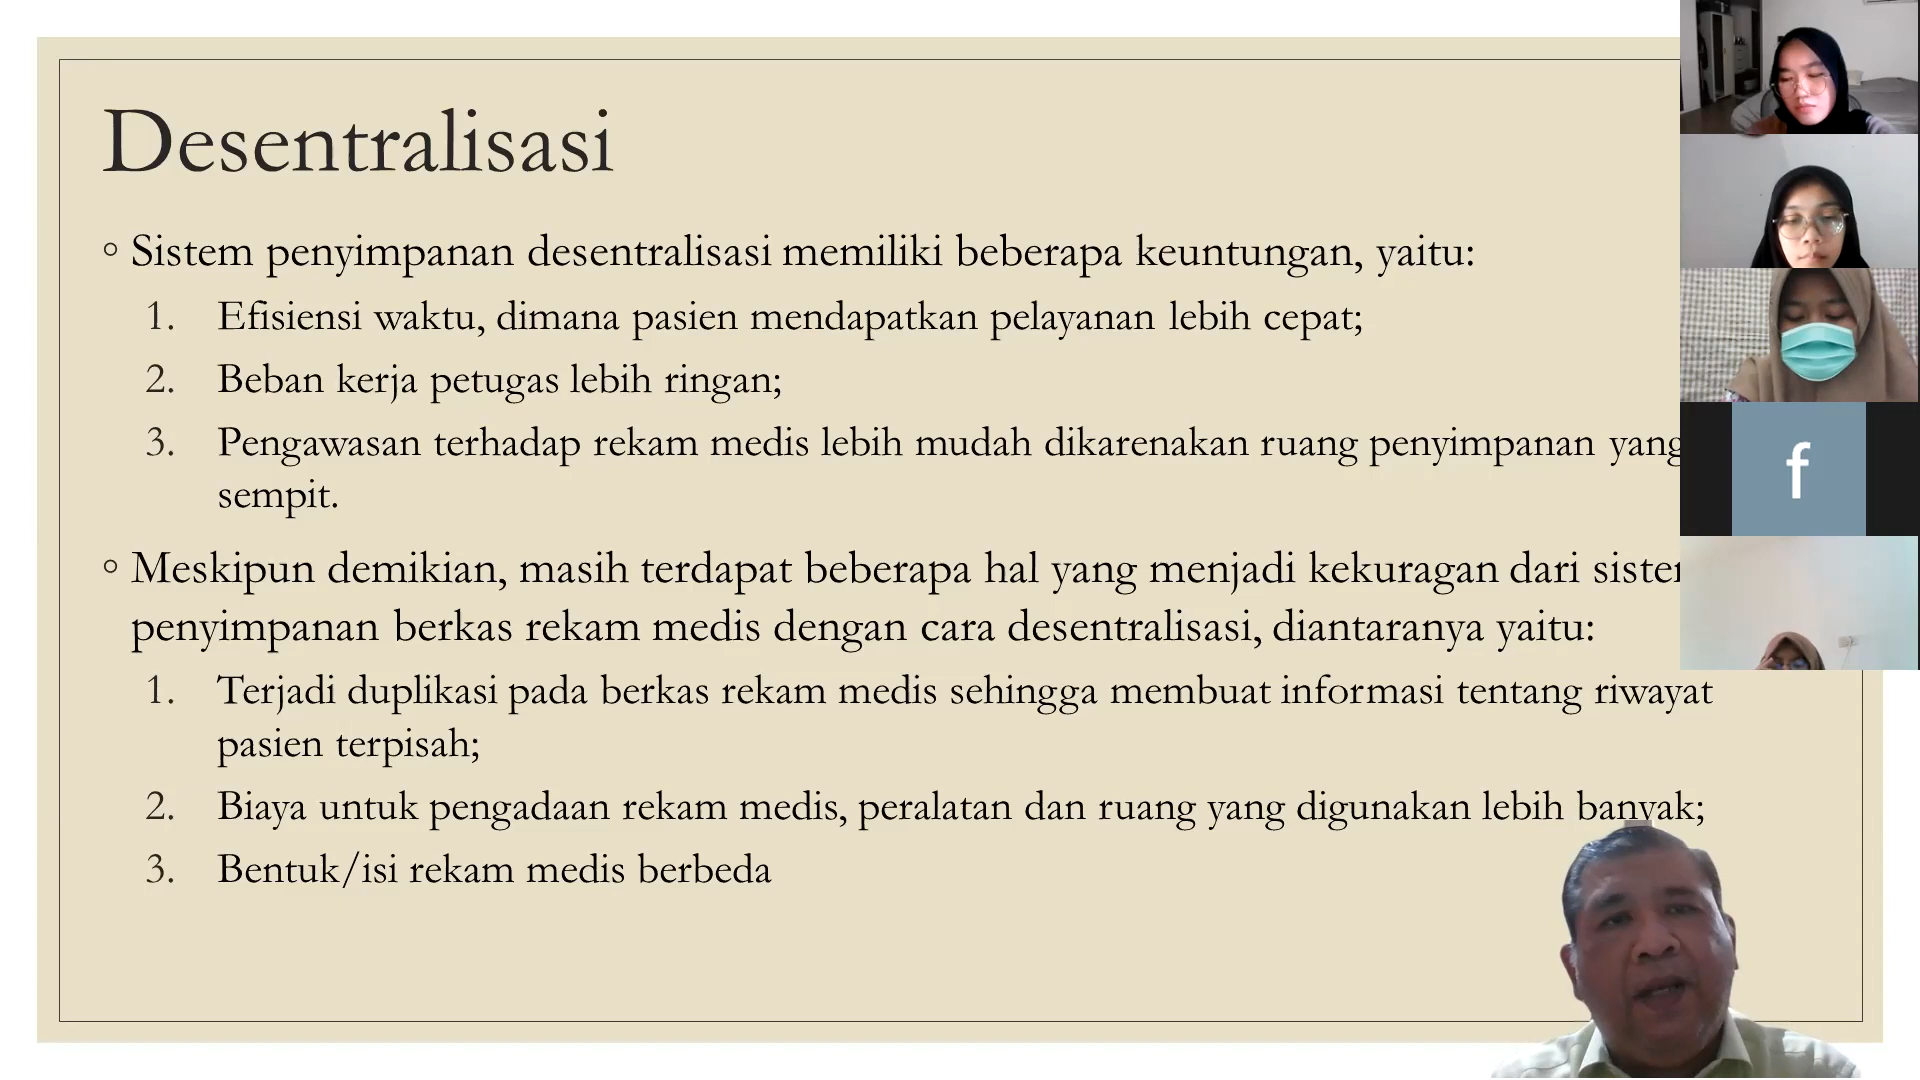 Desentralisasi
◦ Sistem penyimpanan desentralisasi memiliki beberapa keuntungan, yaitu:
1. Efisiensi waktu, dimana pasien mendapatkan pelayanan lebih cepat;
2. Beban kerja petugas lebih ringan;
3. Pengawasan terhadap rekam medis lebih mudah dikarenakan ruang penyimpanan yang
sempit.
◦ Meskipun demikian, masih terdapat beberapa hal yang menjadi kekuragan dari
penyimpanan berkas rekam medis dengan cara desentralisasi, diantaranya yaitu:
1. Terjadi duplikasi pada berkas rekam medis sehingga membuat informasi tentang riwayat
pasien terpisah;
2. Biaya untuk pengadaan rekam medis, peralatan dan ruang yang digunakan lebih banyak;
3. Bentuk/isi rekam medis berbeda
f